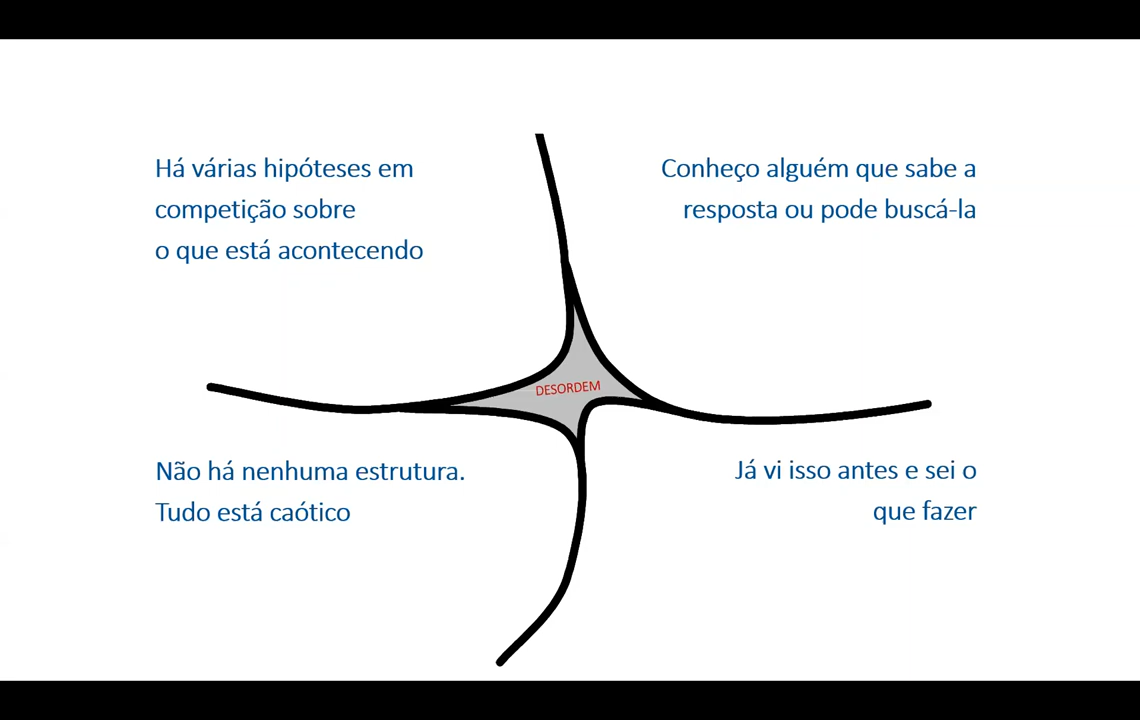 Há várias hipóteses em
competição sobre
o que está acontecendo
Conheço alguém que sabe a
resposta ou pode buscá-la
DESORDEM
Não há nenhuma estrutura.
Tudo está caótico
Já vi isso antes e sei o
que fazer